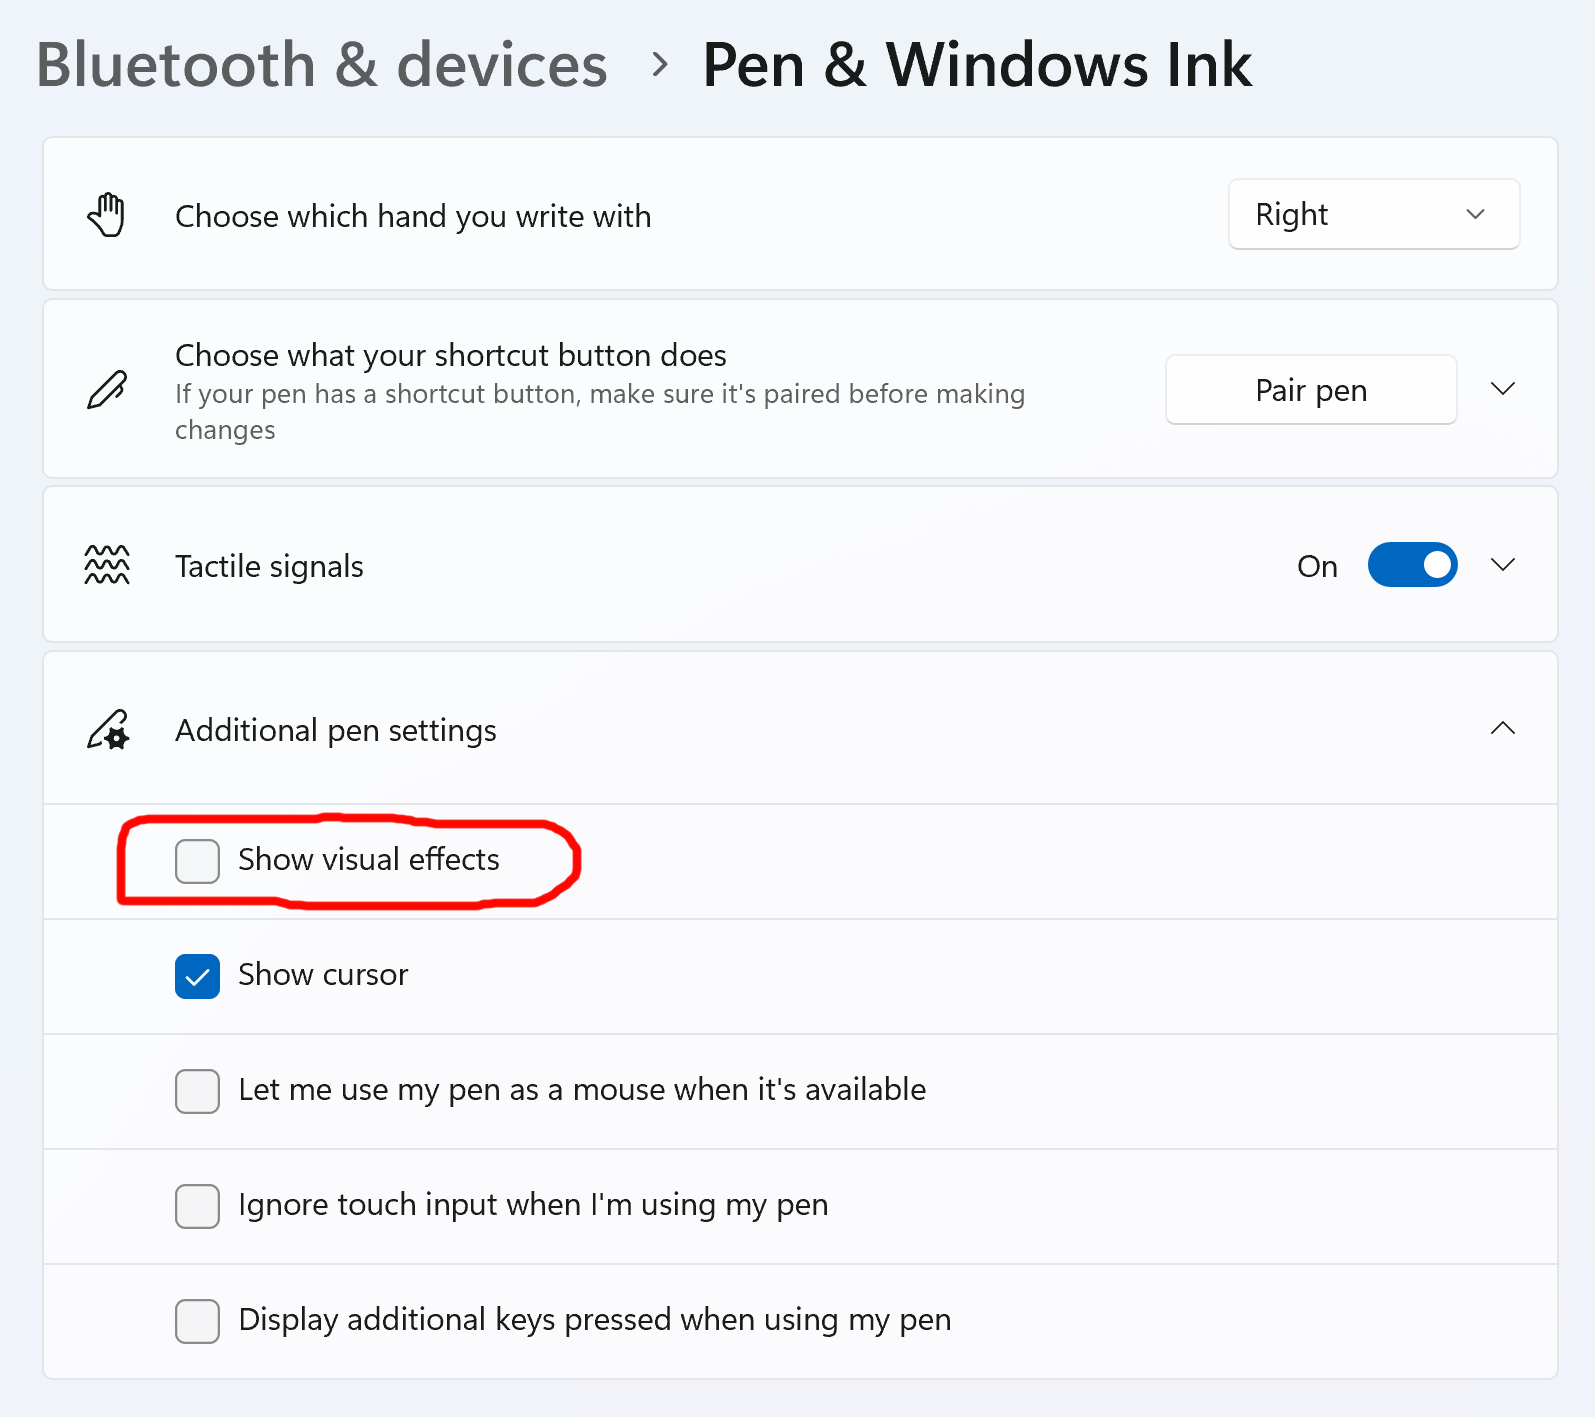 Bluetooth & devices > Pen & Windows Ink
Choose which hand you write with
Right
Choose what your shortcut button does
If your pen has a shortcut button, make sure it's paired before making
changes
Pair pen
Tactile signals
On
Additional pen settings
Show visual effects
Show cursor
Let me use my pen as a mouse when it's available
Ignore touch input when I'm using my pen
Display additional keys pressed when using my pen